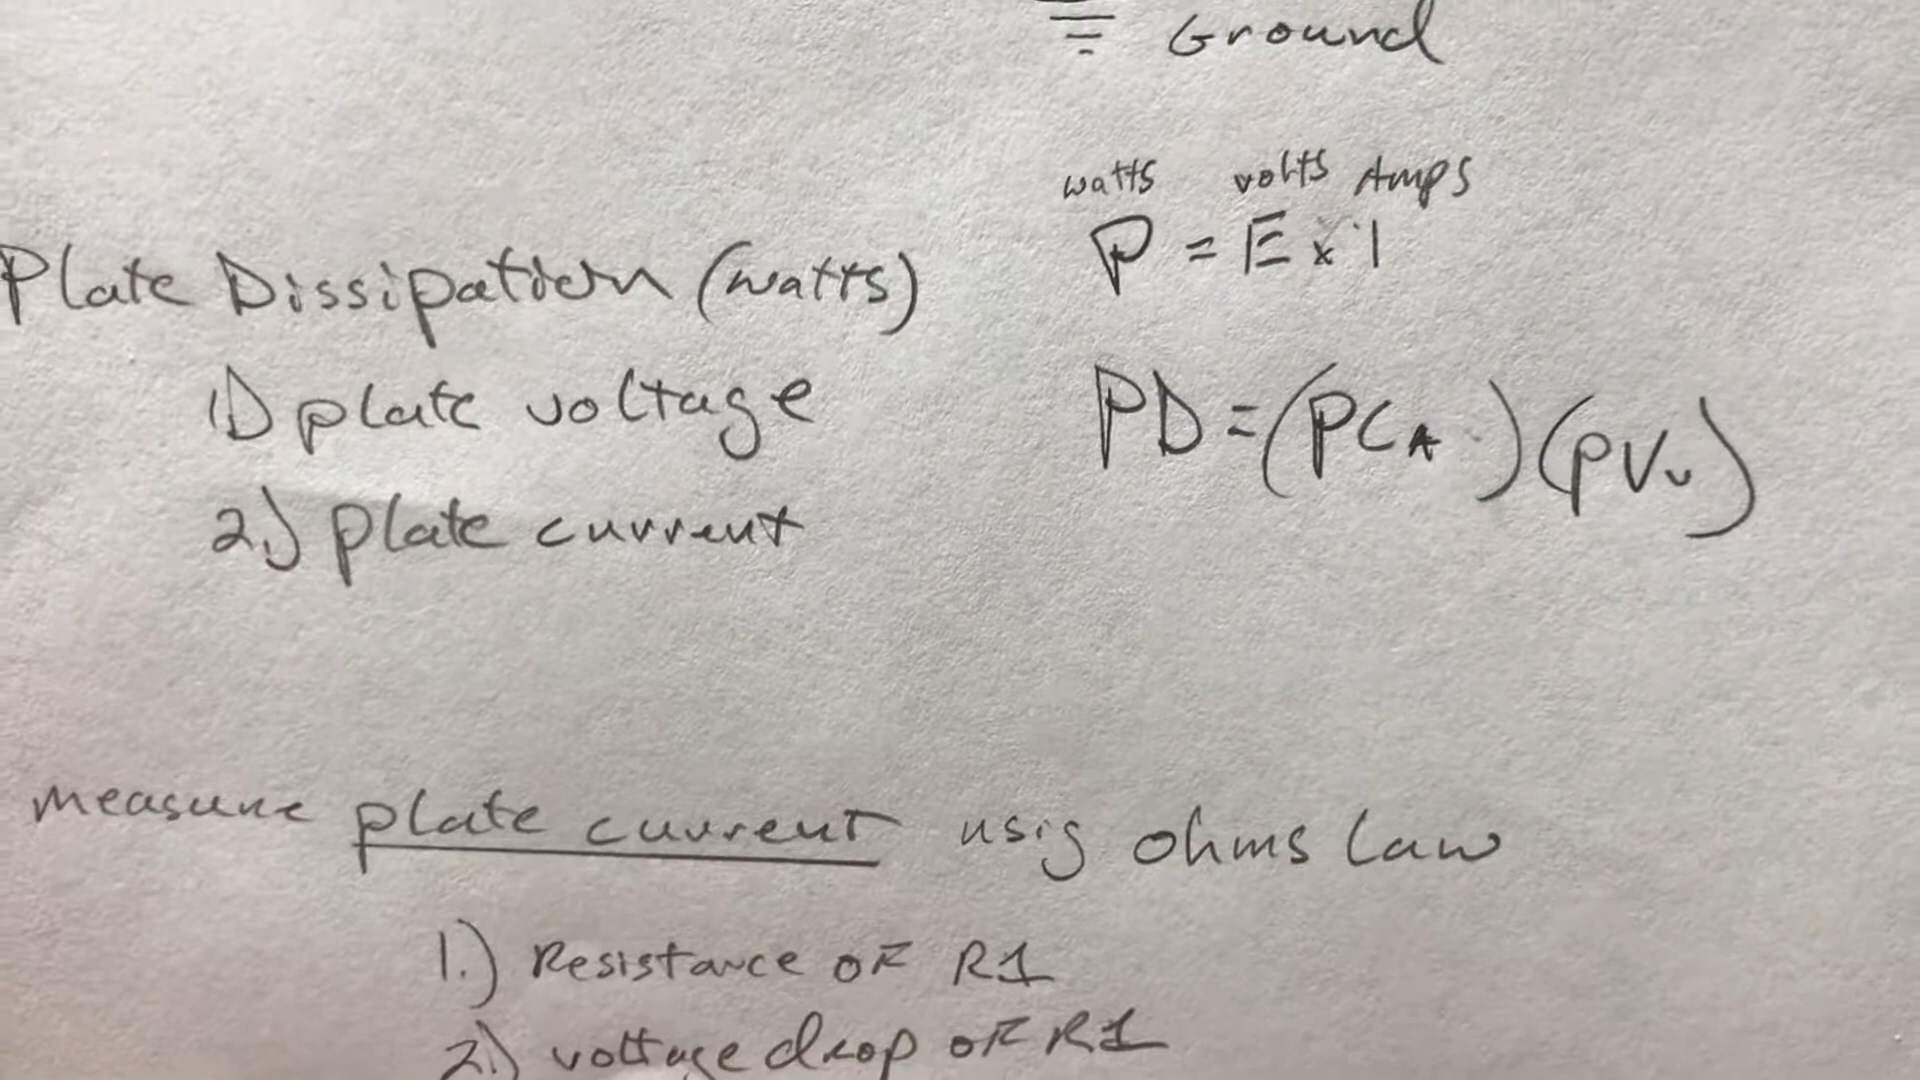 Ground
watts volts Amps
P = E x I
Plate Dissipation (watts)
1) plate voltage
PD = (PCA) (PVv)
2.) plate current
measure plate current usig ohms law
1.) Resistance of R1
2.) voltage drop of R1